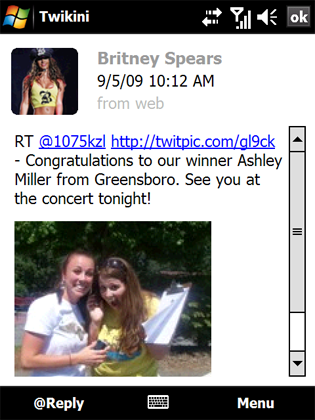 Twikini
ok
Britney Spears
9/5/09 10:12 AM
from web
RT @1075kzl http://twitpic.com/gl9ck
- Congratulations to our winner Ashley
Miller from Greensboro. See you at
the concert tonight!
@Reply
Menu